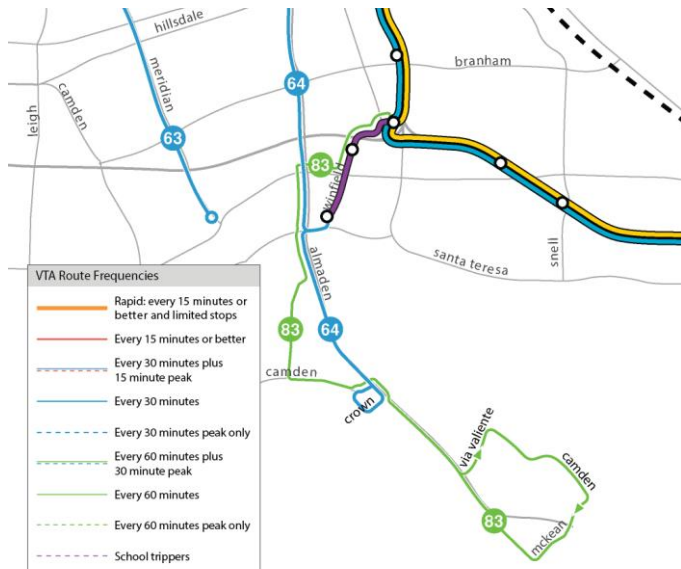 hillsdale
meridian
camden
leigh
64
branham
63
83
winfield
almaden
santa teresa
snell
VTA Route Frequencies
Rapid: every 15 minutes or
better and limited stops
Every 15 minutes or better
Every 30 minutes plus
15 minute peak
Every 30 minutes
Every 30 minutes peak only
Every 60 minutes plus
30 minute peak
Every 60 minutes
Every 60 minutes peak only
School trippers
83
64
camden
crown
via valiente
camden
83
mckean